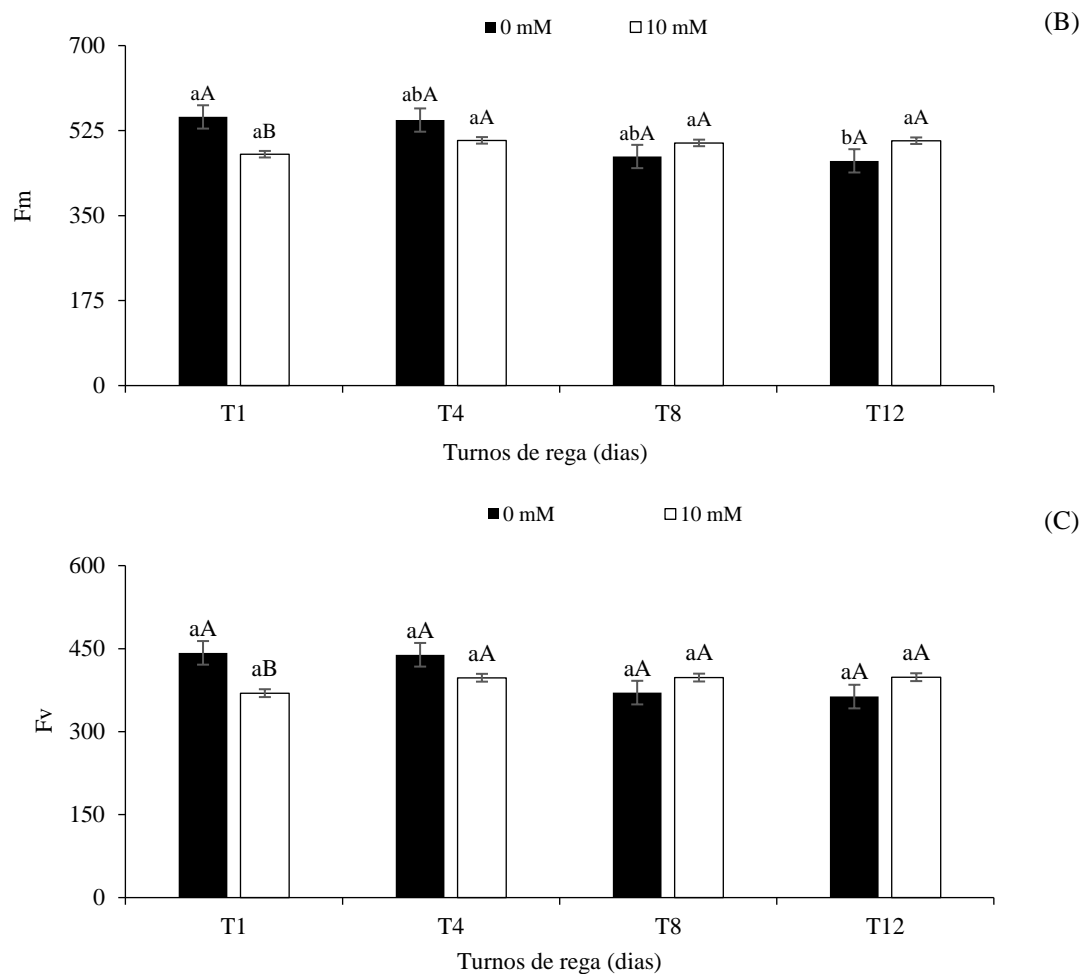 (B)
0 mM 10 mM
700
525
350
175
0
Fm
aA aB abA aA abA aA bA aA
T1 T4 T8 T12
Turnos de rega (dias)
(C)
0 mM 10 mM
600
450
300
150
0
Fv
aA aB aA aA aA aA aA aA
T1 T4 T8 T12
Turnos de rega (dias)